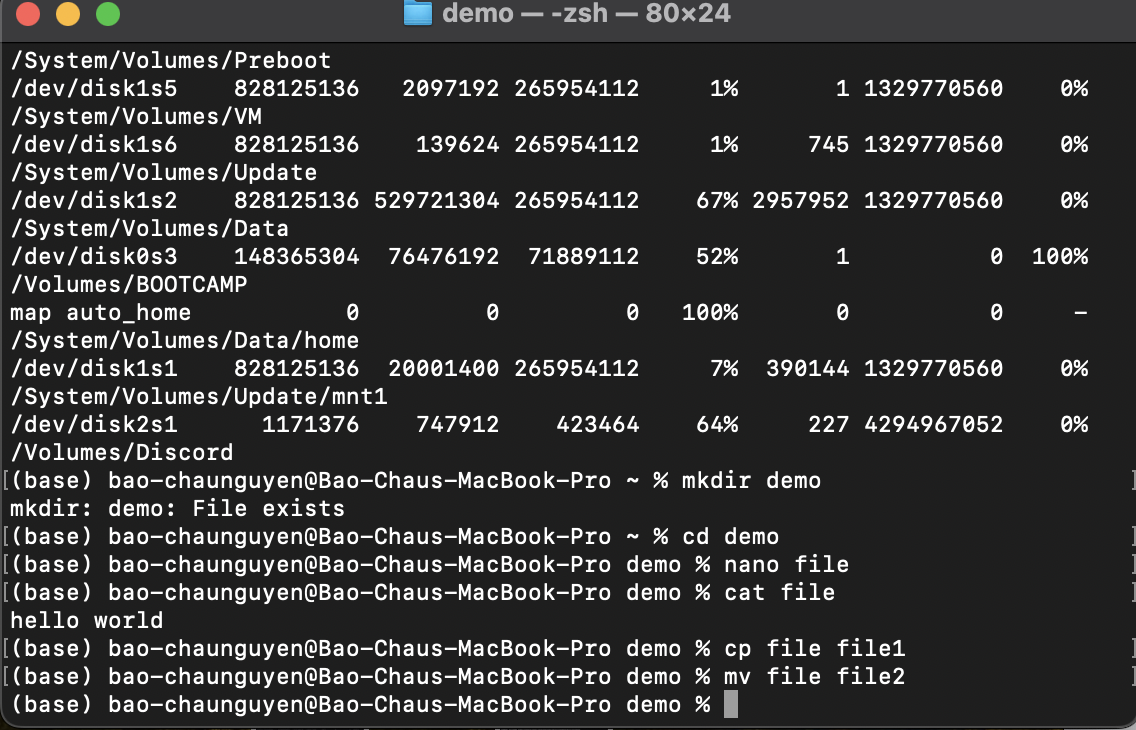 demo — -zsh — 80×24
/System/Volumes/Preboot
/dev/disk1s5    828125136   2097192 265954112     1%       1 1329770560    0%
/System/Volumes/VM
/dev/disk1s6    828125136    139624 265954112     1%     745 1329770560    0%
/System/Volumes/Update
/dev/disk1s2    828125136 529721304 265954112    67% 2957952 1329770560    0%
/System/Volumes/Data
/dev/disk0s3    148365304  76476192  71889112    52%       1          0  100%
/Volumes/BOOTCAMP
map auto_home           0         0         0   100%       0          0     -
/System/Volumes/Data/home
/dev/disk1s1    828125136  20001400 265954112     7%  390144 1329770560    0%
/System/Volumes/Update/mnt1
/dev/disk2s1      1171376    747912    423464    64%     227 4294967052    0%
/Volumes/Discord
[(base) bao-chaunguyen@Bao-Chaus-MacBook-Pro ~ % mkdir demo ]
mkdir: demo: File exists
[(base) bao-chaunguyen@Bao-Chaus-MacBook-Pro ~ % cd demo ]
[(base) bao-chaunguyen@Bao-Chaus-MacBook-Pro demo % nano file ]
[(base) bao-chaunguyen@Bao-Chaus-MacBook-Pro demo % cat file ]
hello world
[(base) bao-chaunguyen@Bao-Chaus-MacBook-Pro demo % cp file file1 ]
[(base) bao-chaunguyen@Bao-Chaus-MacBook-Pro demo % mv file file2 ]
(base) bao-chaunguyen@Bao-Chaus-MacBook-Pro demo %